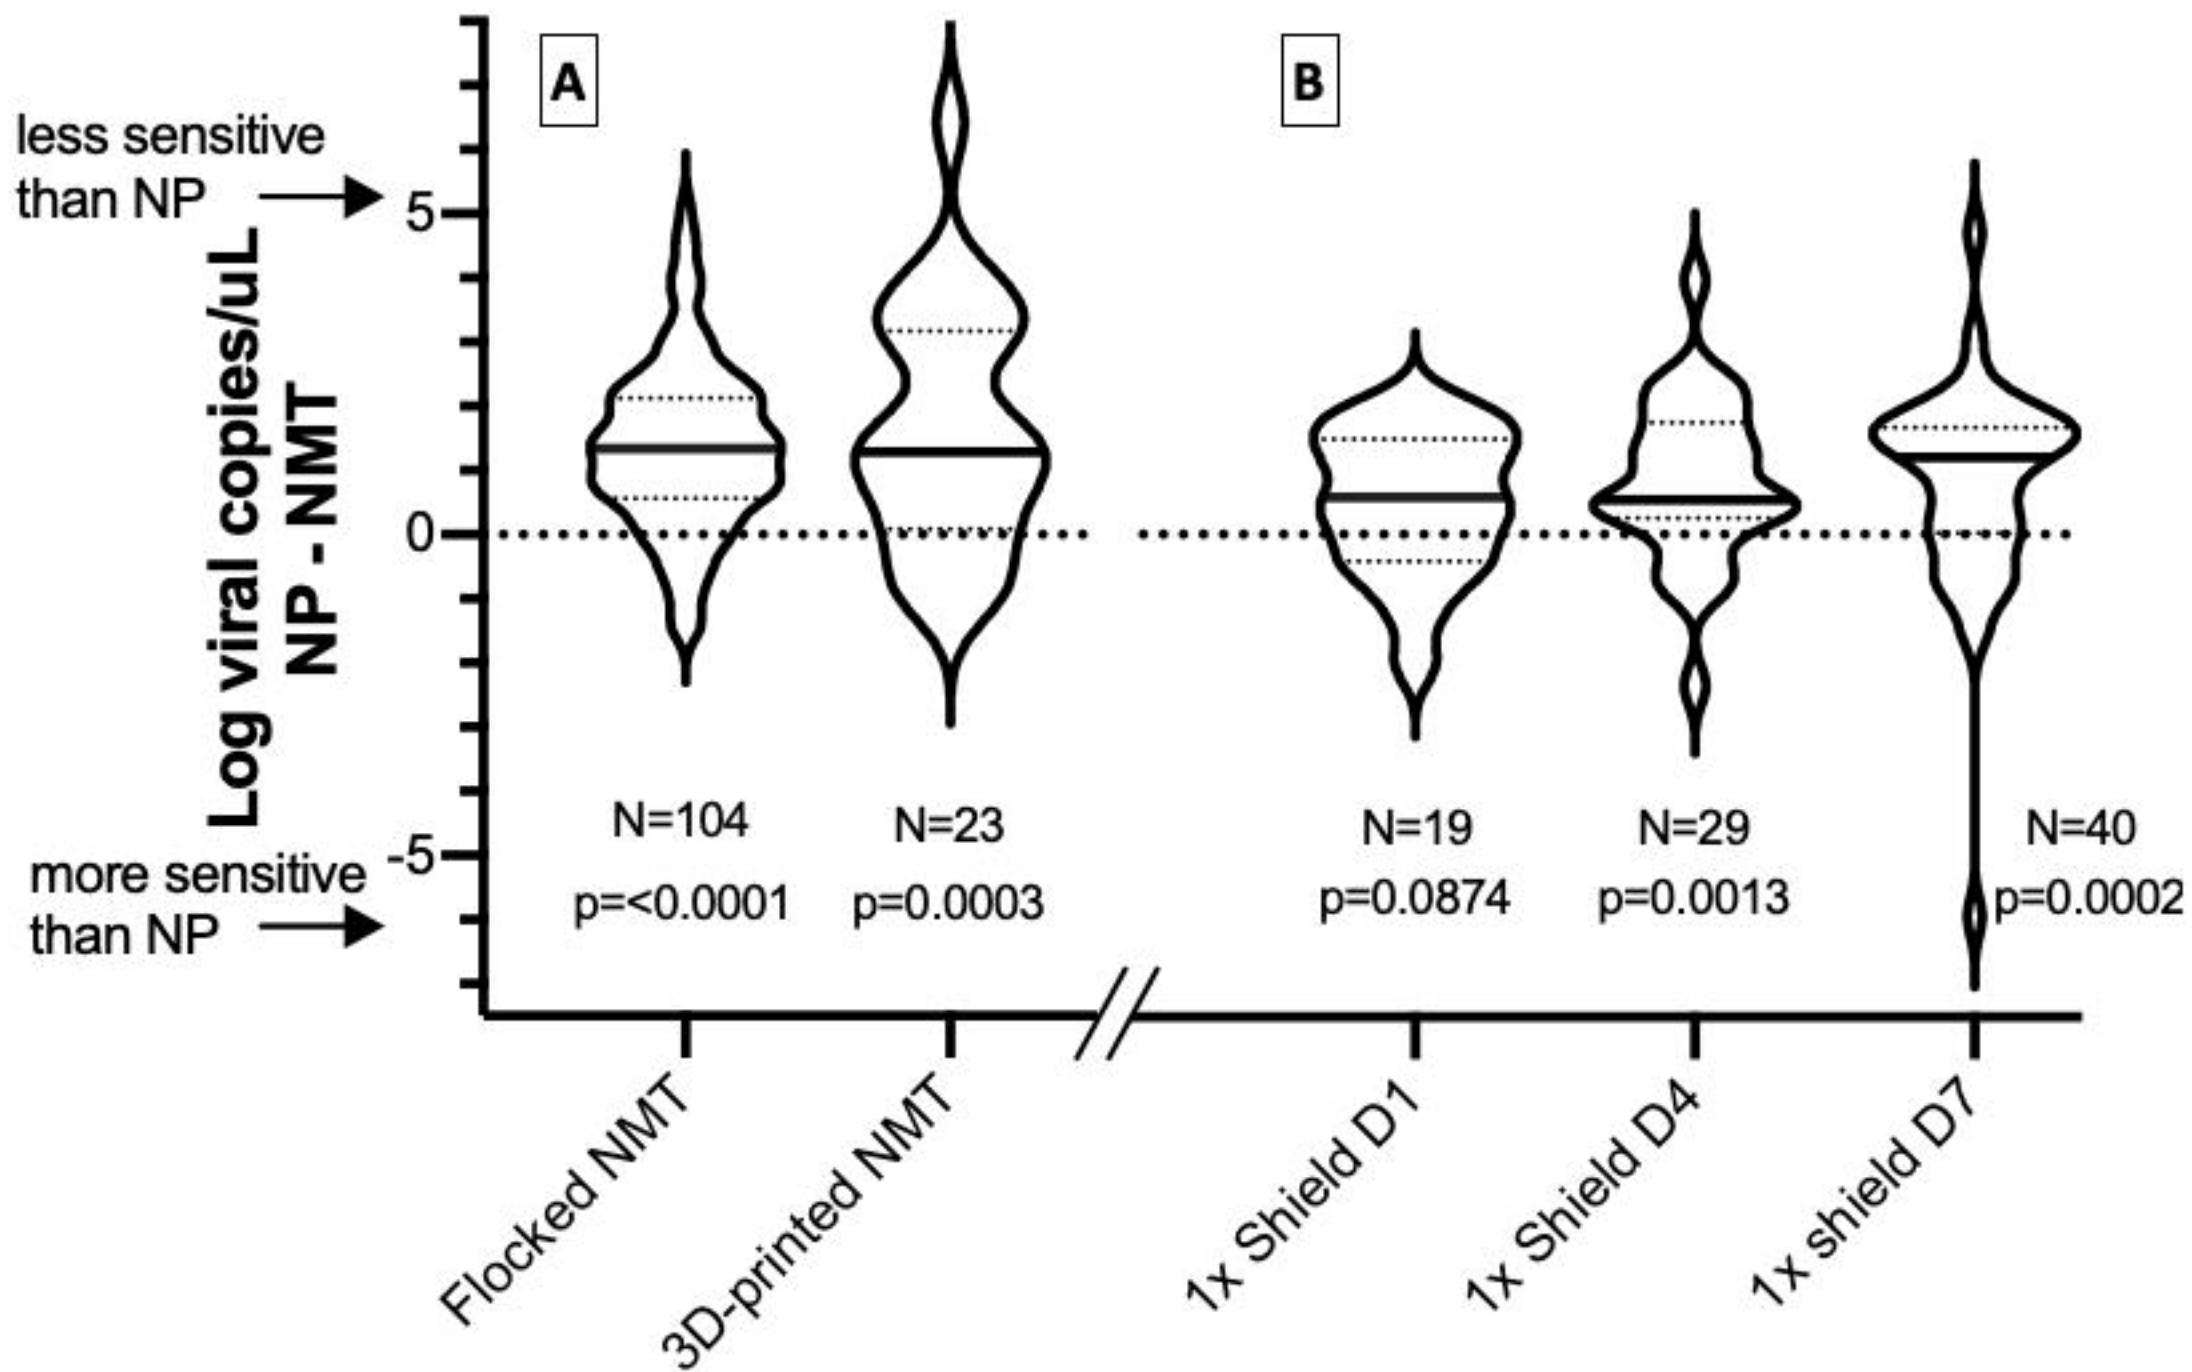 A
B
less sensitive
than NP
Log viral copies/uL
NP - NMT
5
0
-5
more sensitive
than NP
N=104
p=<0.0001
N=23
p=0.0003
N=19
p=0.0874
N=29
p=0.0013
N=40
p=0.0002
Flocked NMT
3D-printed NMT
1x Shield D1
1x Shield D4
1x shield D7